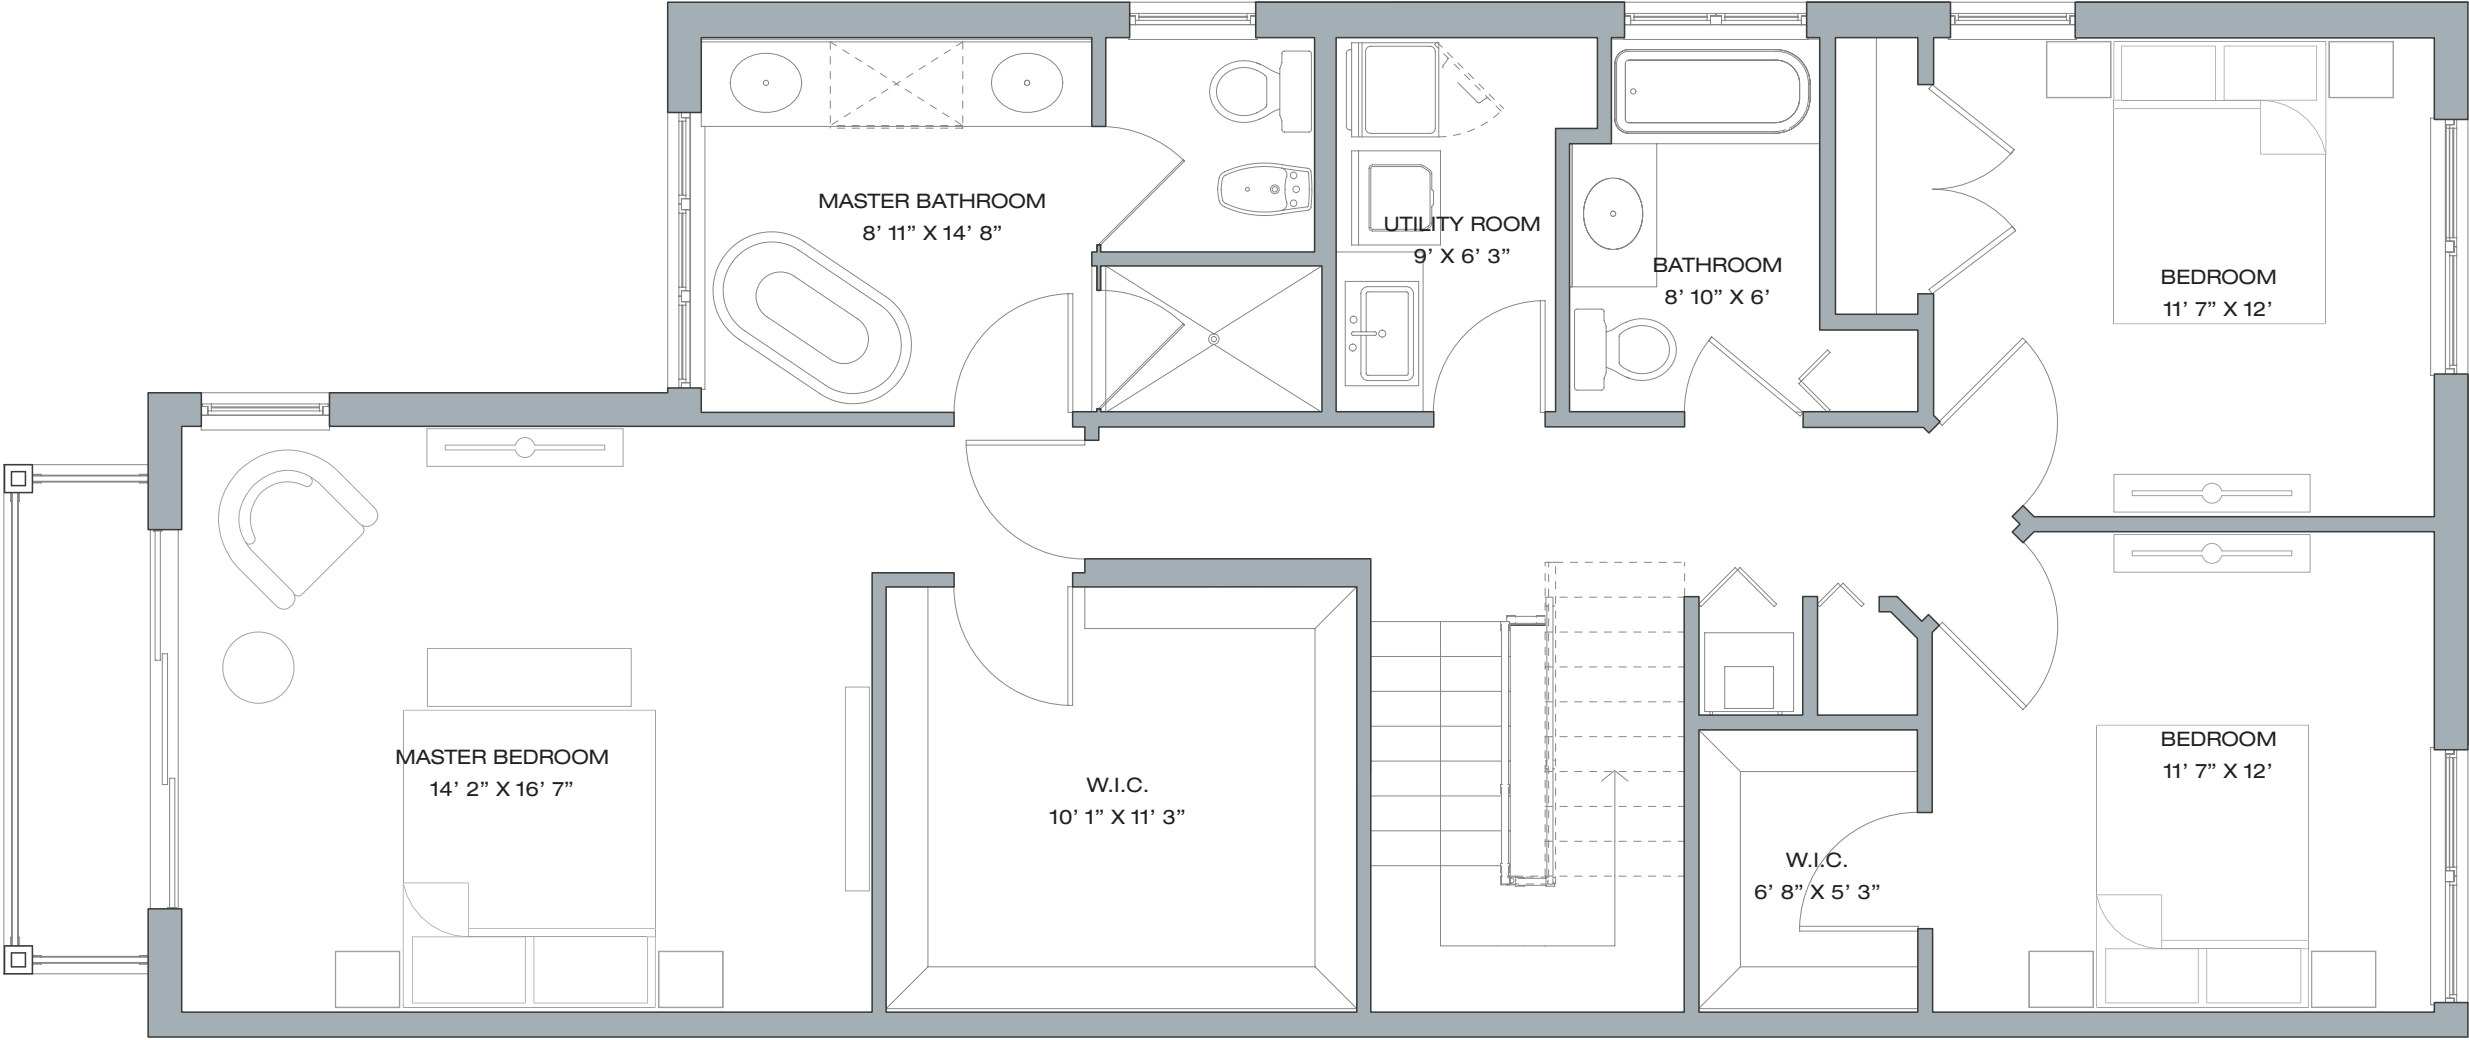 MASTER BATHROOM
8’ 11” X 14’ 8”
UTILITY ROOM
9’ X 6’ 3”
BATHROOM
8’ 10” X 6’
BEDROOM
11’ 7” X 12’
MASTER BEDROOM
14’ 2” X 16’ 7”
W.I.C.
10’ 1” X 11’ 3”
W.I.C.
6’ 8” X 5’ 3”
BEDROOM
11’ 7” X 12’